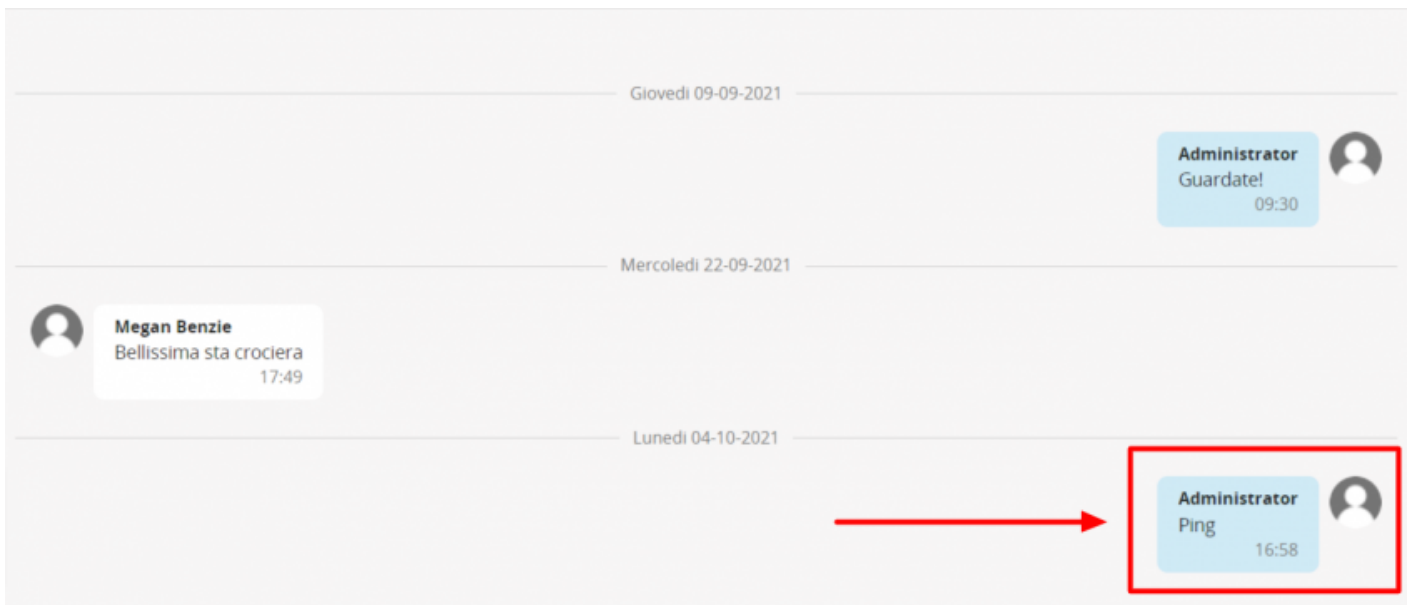 Giovedi 09-09-2021
Administrator
Guardate!
09:30
Mercoledi 22-09-2021
Megan Benzie
Bellissima sta crociera
17:49
Lunedi 04-10-2021
Administrator
Ping
16:58